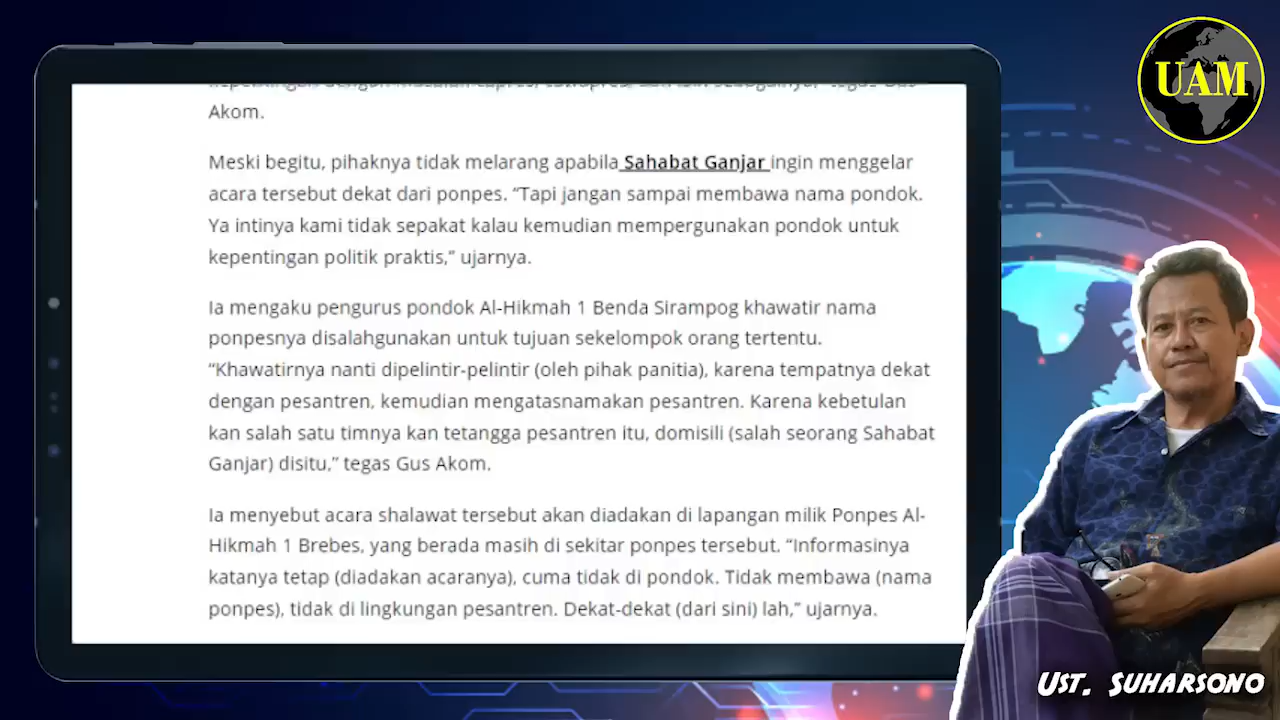 Akom.
Meski begitu, pihaknya tidak melarang apabila Sahabat Ganjar ingin menggelar
acara tersebut dekat dari ponpes. “Tapi jangan sampai membawa nama pondok.
Ya intinya kami tidak sepakat kalau kemudian mempergunakan pondok untuk
kepentingan politik praktis,” ujarnya.
Ia mengaku pengurus pondok Al-Hikmah 1 Benda Sirampog khawatir nama
ponpesnya disalahgunakan untuk tujuan sekelompok orang tertentu.
“Khawatirnya nanti dipelintir-pelintir (oleh pihak panitia), karena tempatnya dekat
dengan pesantren, kemudian mengatasnamakan pesantren. Karena kebetulan
kan salah satu timnya kan tetangga pesantren itu, domisili (salah seorang Sahabat
Ganjar) disitu,” tegas Gus Akom.
Ia menyebut acara shalawat tersebut akan diadakan di lapangan milik Ponpes Al-
Hikmah 1 Brebes, yang berada masih di sekitar ponpes tersebut. “Informasinya
katanya tetap (diadakan acaranya), cuma tidak di pondok. Tidak membawa (nama
ponpes), tidak di lingkungan pesantren. Dekat-dekat (dari sini) lah,” ujarnya.
UAM
UST. SUHARSONO